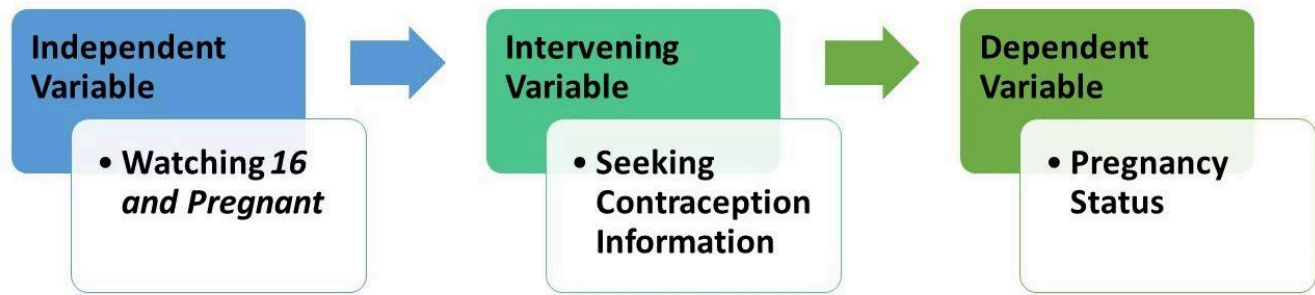 Independent
Variable
• Watching 16
and Pregnant
Intervening
Variable
• Seeking
Contraception
Information
Dependent
Variable
• Pregnancy
Status